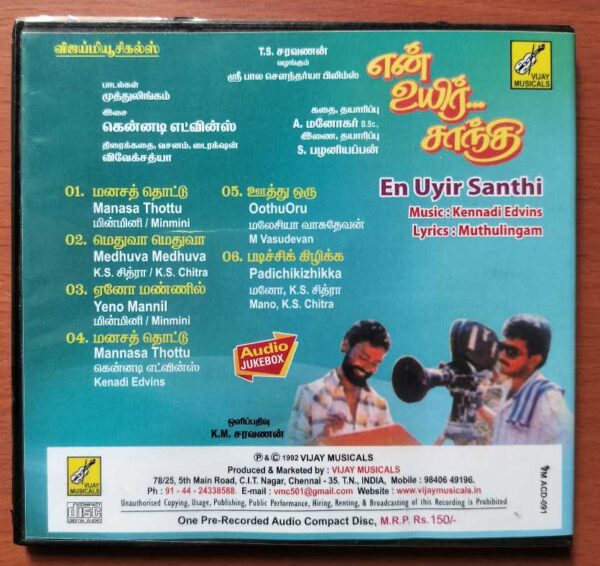 விஜய்மியூசிகல்ஸ்
T.S. சரவணன்
வழங்கும்
ஸ்ரீ பால சௌந்தர்யா பிலிம்ஸ்
என்
உயிர்...
சாந்தி
VIJAY
MUSICALS
பாடல்கள்
முத்துலிங்கம்
இசை
கென்னடி எட்வின்ஸ்
திரைக்கதை, வசனம், டைரக்ஷன்
விவேக்சத்யா
கதை, தயாரிப்பு
A. மனோகர் B.Sc.,
இணை, தயாரிப்பு
S. பழனியப்பன்
En Uyir Santhi
Music : Kennadi Edvins
Lyrics : Muthulingam
01. மனசத் தொட்டு
Manasa Thottu
மின்மினி / Minmini
02. மெதுவா மெதுவா
Medhuva Medhuva
K.S. சித்ரா / K.S. Chitra
03. ஏனோ மண்ணில்
Yeno Mannil
மின்மினி / Minmini
04. மனசத் தொட்டு
Mannasa Thottu
கென்னடி எட்வின்ஸ்
Kenadi Edvins
05. ஊத்து ஒரு
OothuOru
மலேசியா வாசுதேவன்
M Vasudevan
06. படிச்சிக் கிழிக்க
Padichikizhikka
மனோ, K.S. சித்ரா
Mano, K.S. Chitra
Audio
JUKEBOX
ஒளிப்பதிவு
K.M. சரவணன்
VIJAY
MUSICALS
COMPACT
disc
DIGITAL AUDIO
℗ & © 1992 VIJAY MUSICALS
Produced & Marketed by : VIJAY MUSICALS
78/25, 5th Main Road, C.I.T. Nagar, Chennai - 35. T.N., INDIA, Mobile : 98406 49196.
Ph : 91 - 44 - 24338568. E-mail : vmc501@gmail.com Website : www.vijaymusicals.in
Unauthorised Copying, Usage, Publishing, Public Performance, Hiring, Renting, & Broadcasting of this Recording is Prohibited
One Pre-Recorded Audio Compact Disc, M.R.P. Rs.150/-
VM ACD-091